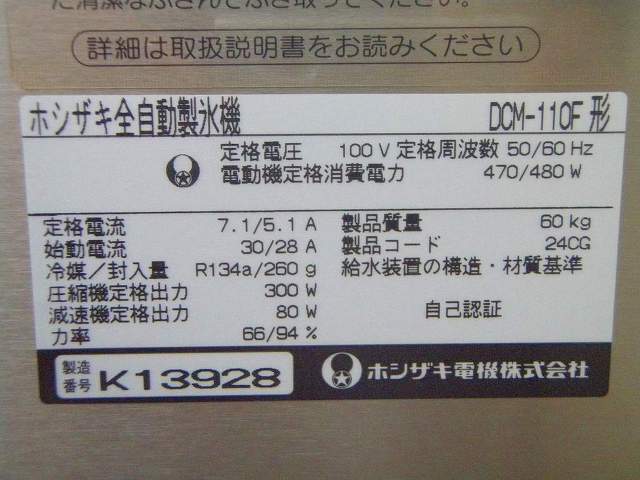 た清潔なふきんでふき取ってください。
詳細は取扱説明書をお読みください
ホシザキ全自動製氷機 DCM-110F 形
定格電圧 100 V 定格周波数 50/60 Hz
電動機定格消費電力 470/480 W
定格電流 7.1/5.1 A 製品質量 60 kg
始動電流 30/28 A 製品コード 24CG
冷媒／封入量 R134a/260 g 給水装置の構造・材質基準
圧縮機定格出力 300 W
減速機定格出力 80 W 自己認証
力率 66/94 %
製造番号 K13928 ホシザキ電機株式会社